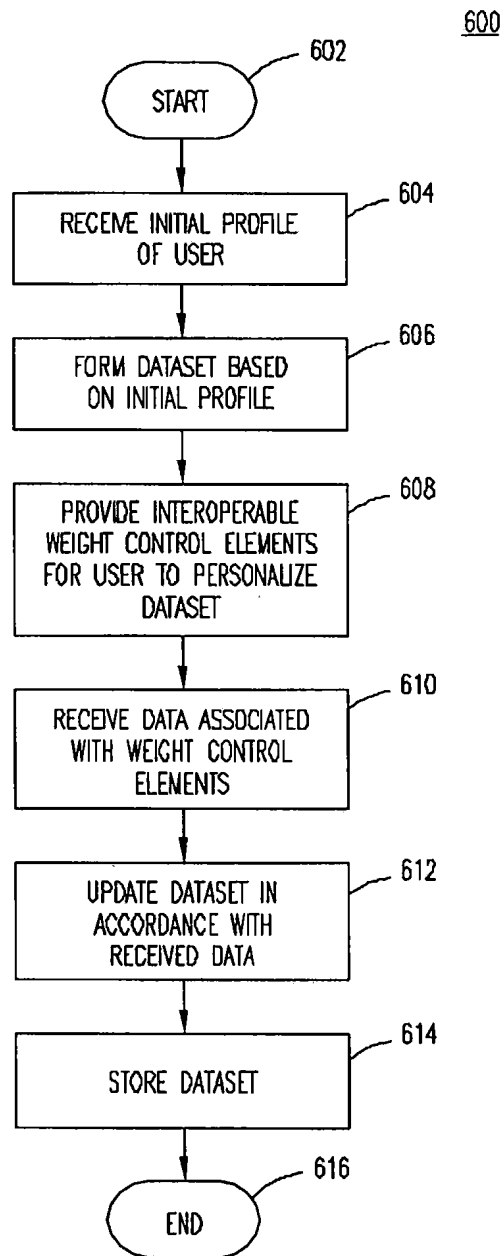 600
602
START
604
RECEIVE INITIAL PROFILE
OF USER
606
FORM DATASET BASED
ON INITIAL PROFILE
608
PROVIDE INTEROPERABLE
WEIGHT CONTROL ELEMENTS
FOR USER TO PERSONALIZE
DATASET
610
RECEIVE DATA ASSOCIATED
WITH WEIGHT CONTROL
ELEMENTS
612
UPDATE DATASET IN
ACCORDANCE WITH
RECEIVED DATA
614
STORE DATASET
616
END